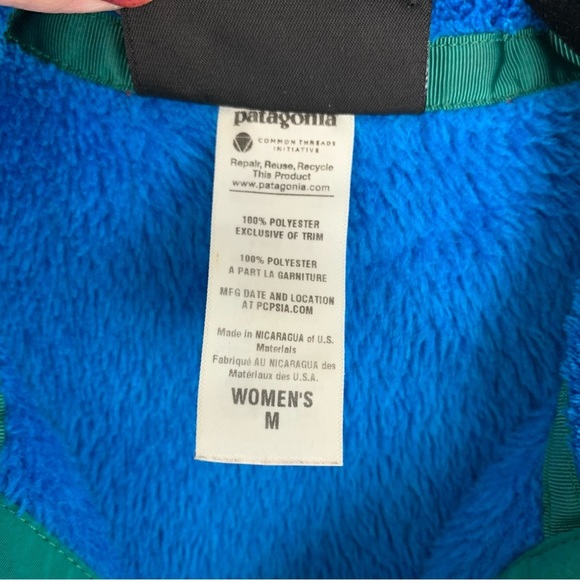 patagonia
COMMON THREADS
INITIATIVE
Repair, Reuse, Recycle
This Product
www.patagonia.com
100% POLYESTER
EXCLUSIVE OF TRIM
100% POLYESTER
A PART LA GARNITURE
MFG DATE AND LOCATION
AT PCPSIA.COM
Made in NICARAGUA of U.S.
Materials
Fabriqué AU NICARAGUA des
Matériaux des U.S.A.
WOMEN'S
M